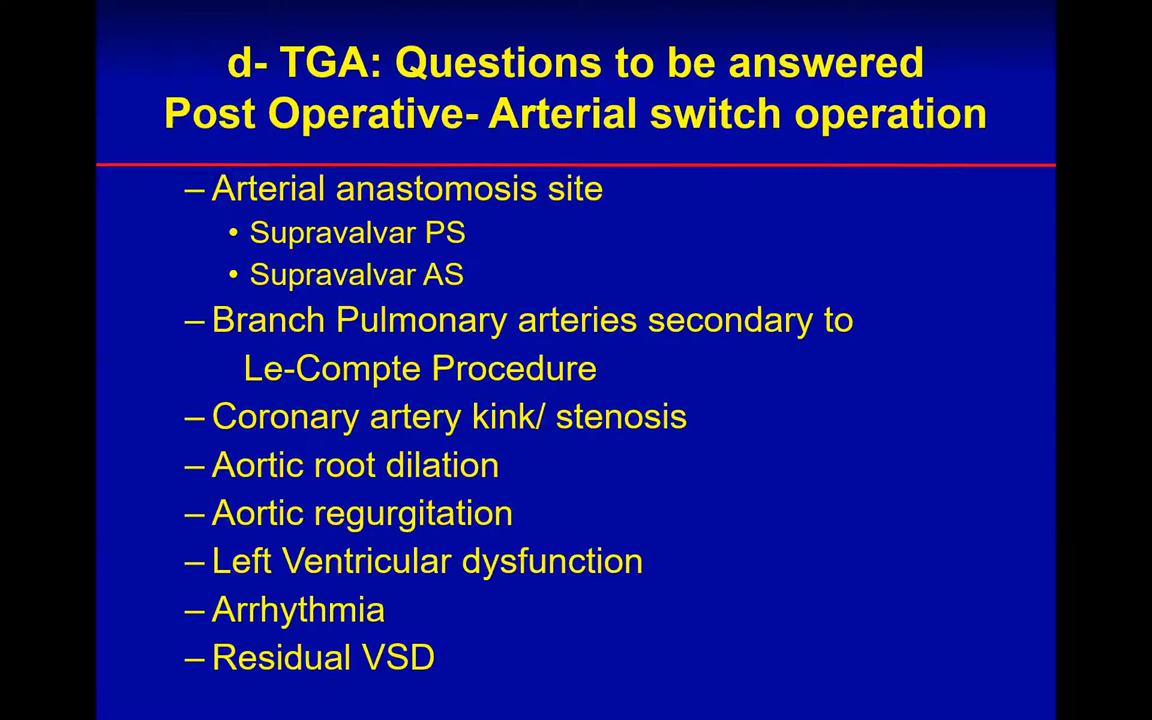 d- TGA: Questions to be answered
Post Operative- Arterial switch operation
– Arterial anastomosis site
• Supravalvar PS
• Supravalvar AS
– Branch Pulmonary arteries secondary to
Le-Compte Procedure
– Coronary artery kink/ stenosis
– Aortic root dilation
– Aortic regurgitation
– Left Ventricular dysfunction
– Arrhythmia
– Residual VSD